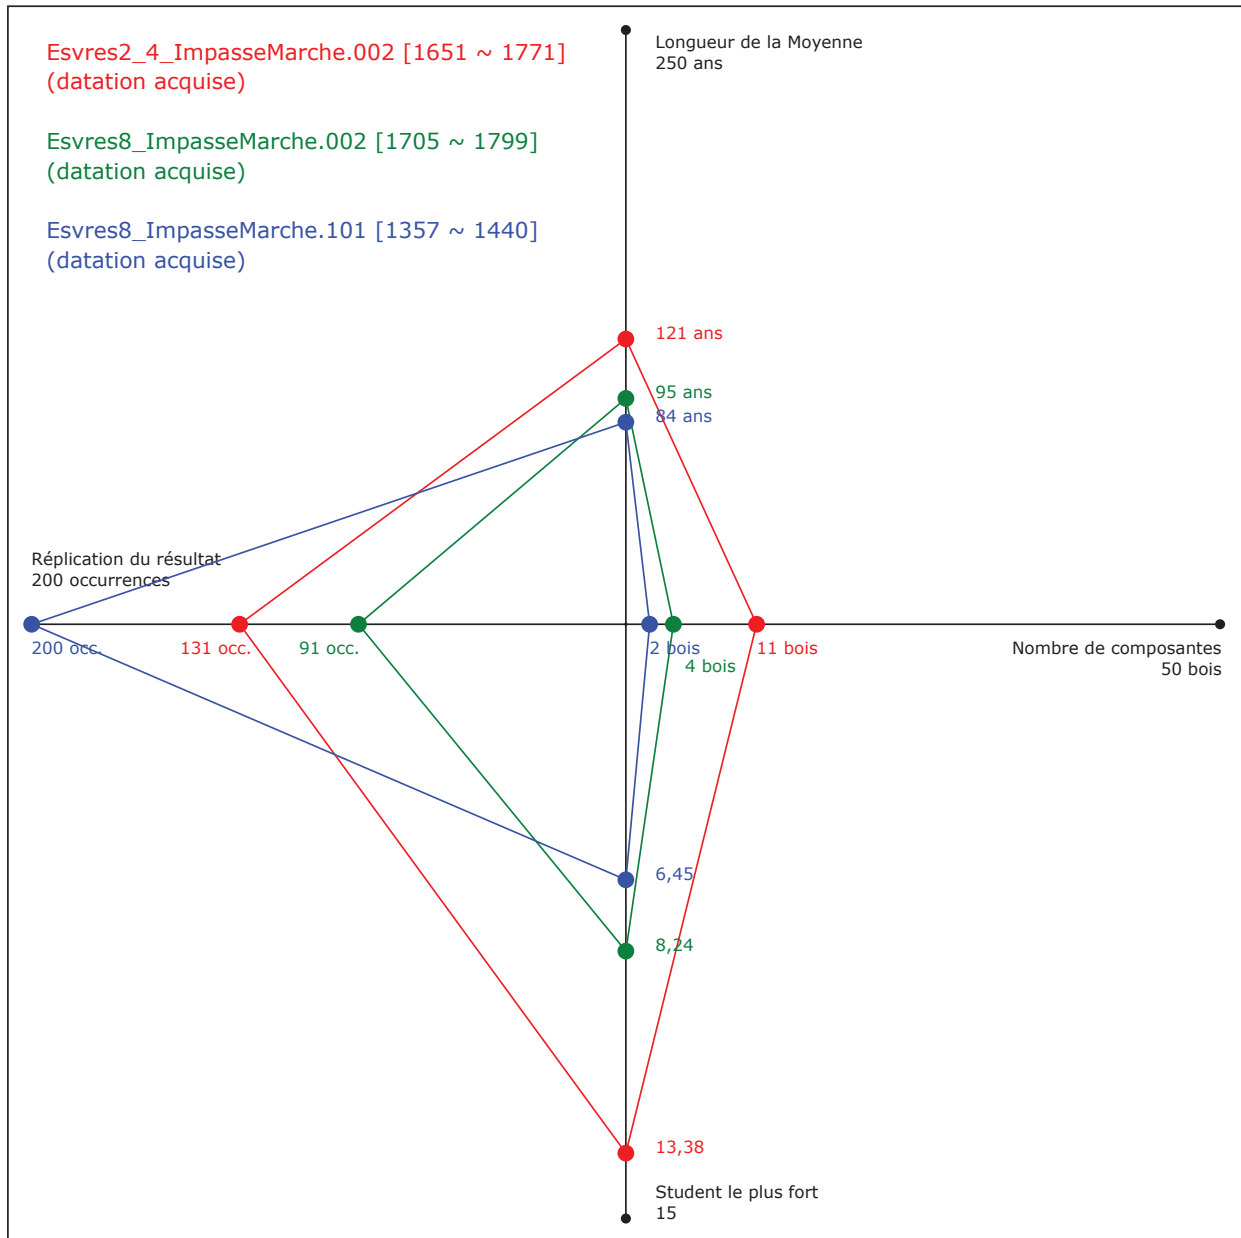 Esvres2_4_ImpasseMarche.002 [1651 ~ 1771]
(datation acquise)
Esvres8_ImpasseMarche.002 [1705 ~ 1799]
(datation acquise)
Esvres8_ImpasseMarche.101 [1357 ~ 1440]
(datation acquise)
Longueur de la Moyenne
250 ans
121 ans
95 ans
84 ans
Réplication du résultat
200 occurrences
200 occ.
131 occ.
91 occ.
2 bois
4 bois
11 bois
Nombre de composantes
50 bois
6,45
8,24
13,38
Student le plus fort
15